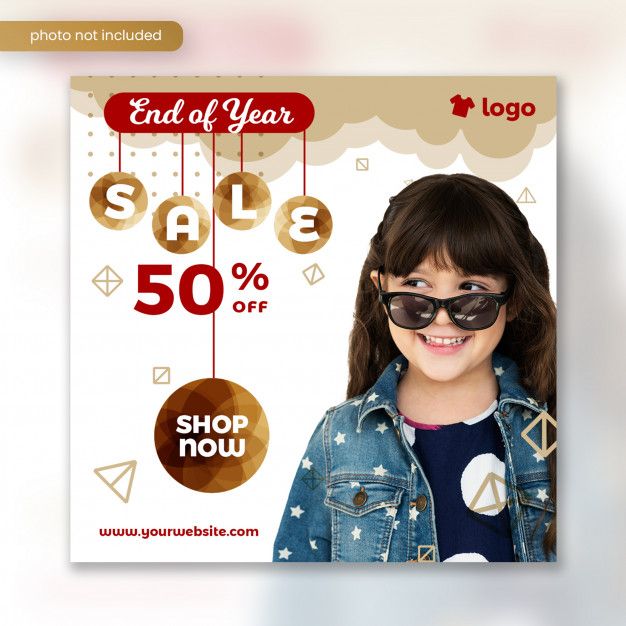 photo not included
End of Year
logo
SALE
50% OFF
SHOP
NOW
www.yourwebsite.com